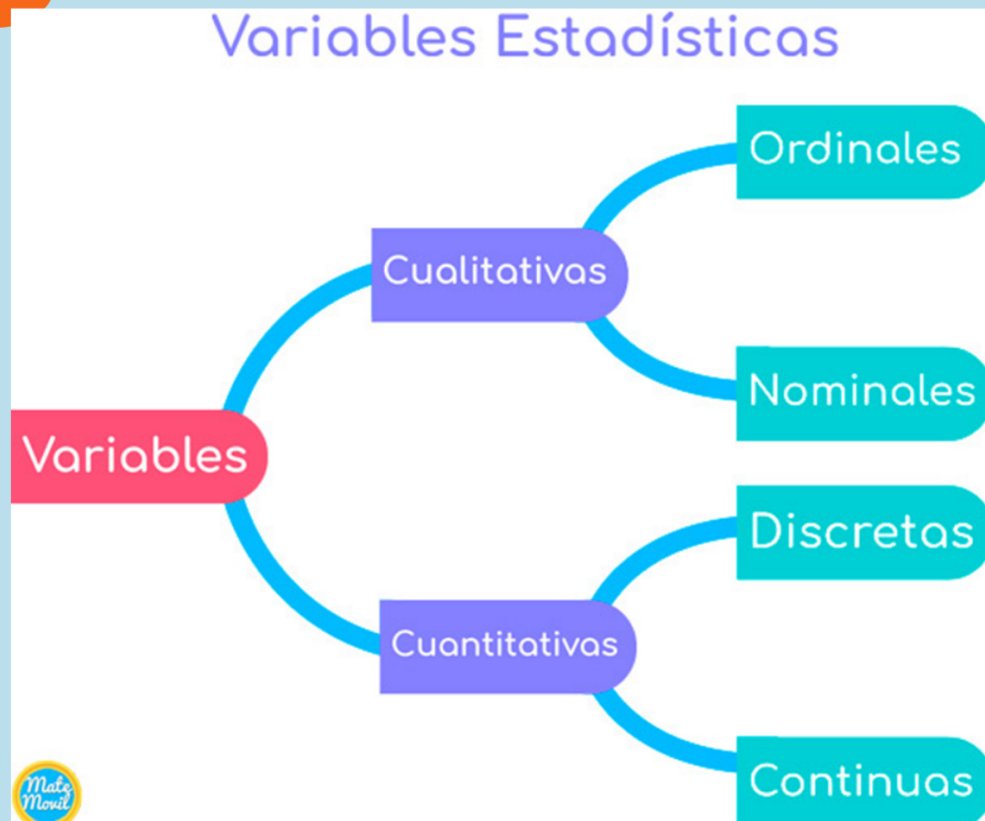 Variables Estadísticas
Ordinales
Cualitativas
Nominales
Variables
Discretas
Cuantitativas
Continuas
Mate
Movil